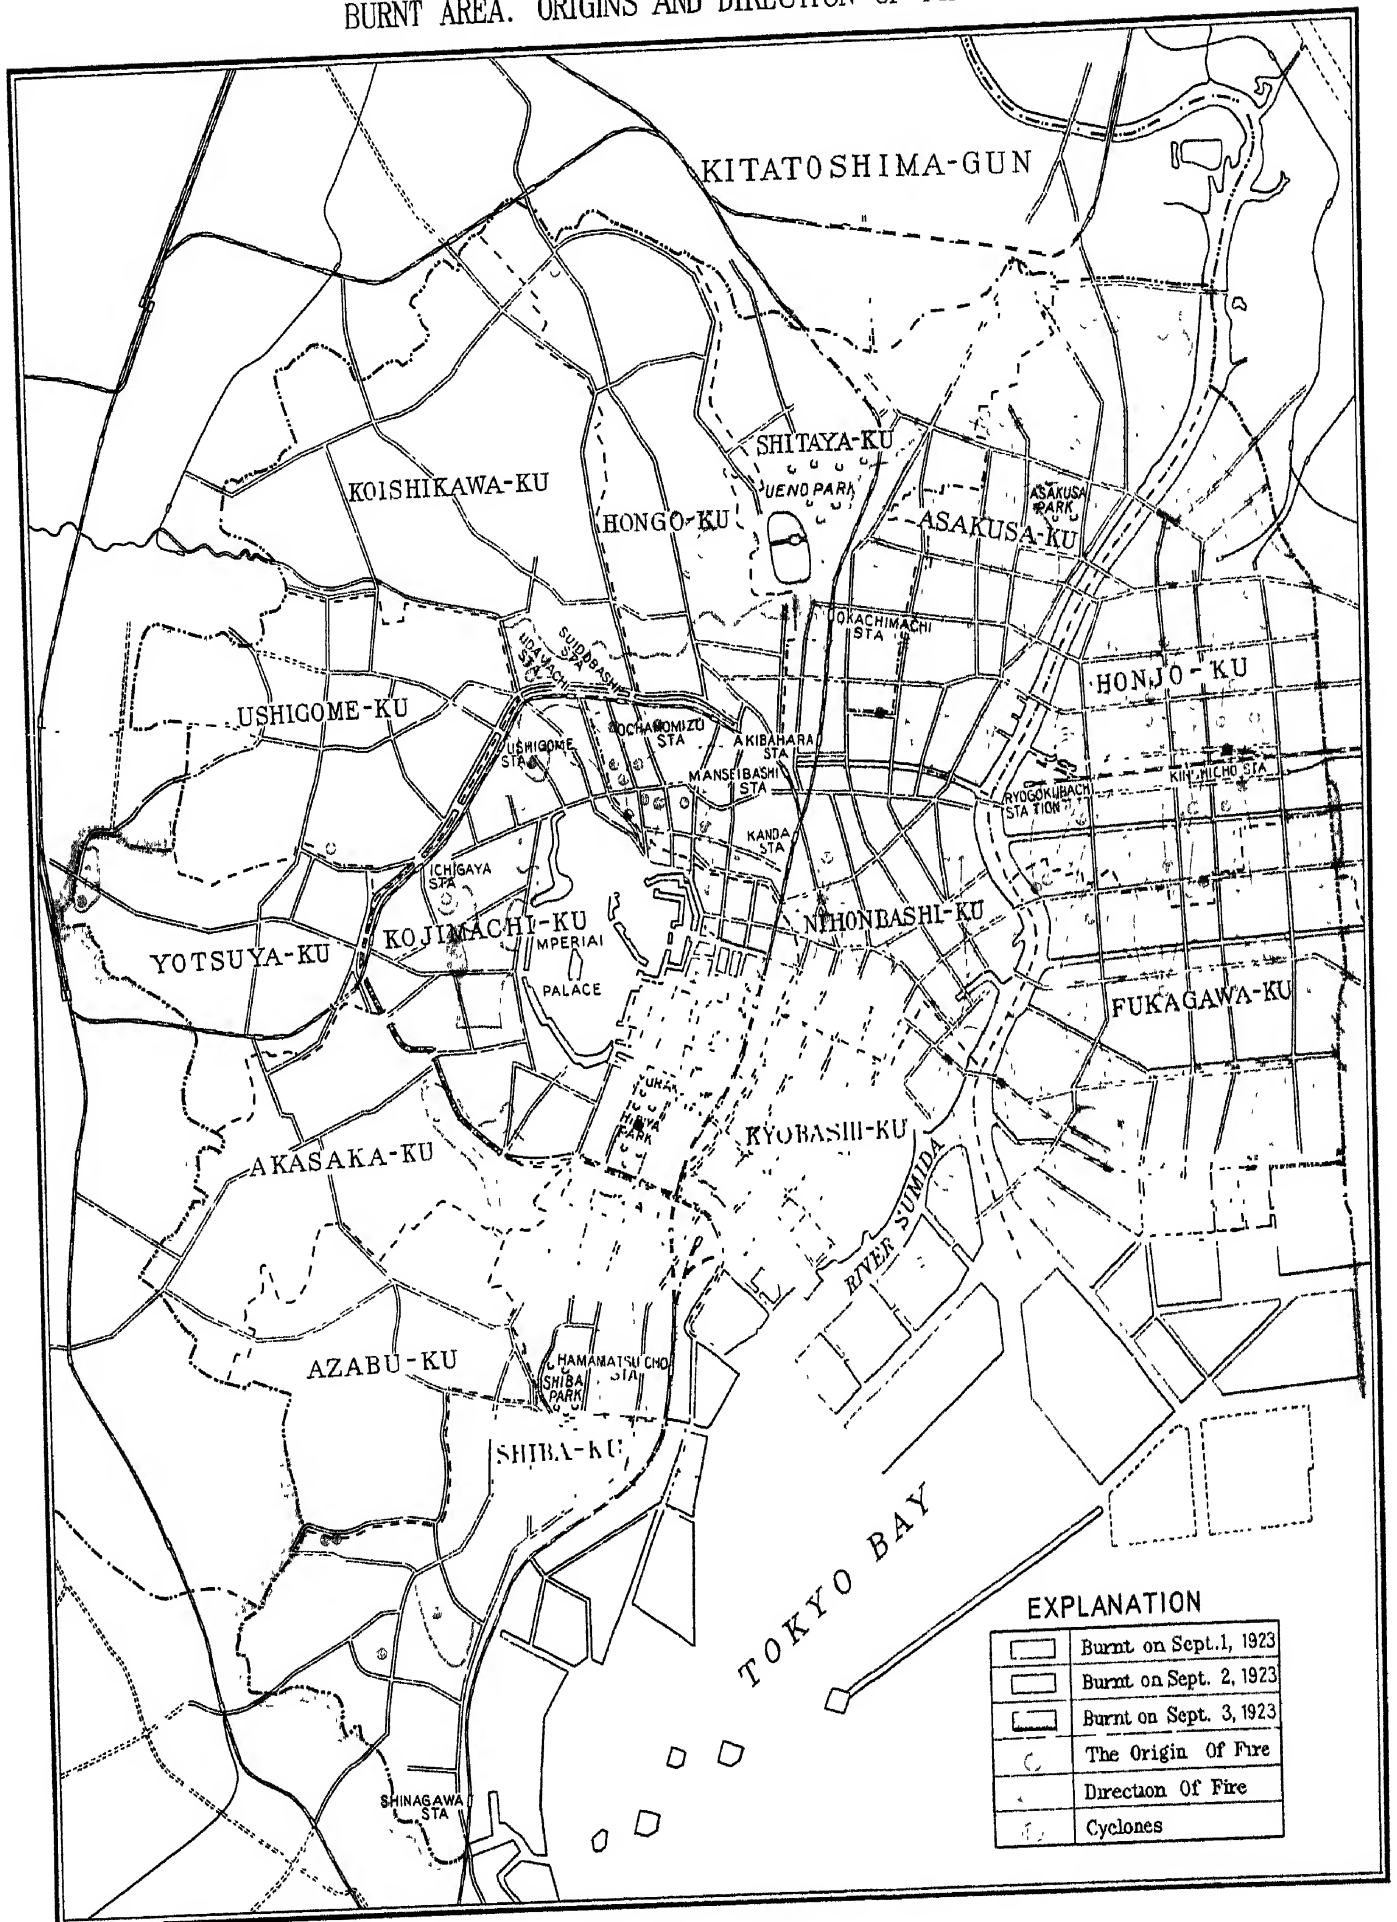 BURNT AREA. ORIGINS AND DIRECTION OF
KITATOSHIMA-GUN
SHITAYA-KU
UENO PARK
KOISHIKAWA-KU
HONGO-KU
ASAKUSA
PARK
ASAKUSA-KU
OKACHIMACHI
STA
SUIDOBASHI
STA
STA
HONJO-KU
USHIGOME-KU
OCHANOMIZU
STA
AKIBAHARA
STA
USHIGOME
STA
MANSEIBASHI
STA
STA
RYOGOKUBACHI
STATION
KANDA
STA
ICHIGAYA
STA
KOJIMACHI-KU
NIHONBASHI-KU
YOTSUYA-KU
MPERIAL
PALACE
FUKAGAWA-KU
HIBIYA
PARK
KYOBASHI-KU
AKASAKA-KU
RIVER SUMIDA
AZABU-KU
HAMAMATSU CHO
STA
SHIBA
PARK
SHIBA-KU
TOKYO BAY
SHINAGAWA
STA
EXPLANATION
Burnt on Sept.1, 1923
Burnt on Sept. 2, 1923
Burnt on Sept. 3, 1923
The Origin Of Fire
Direction Of Fire
Cyclones